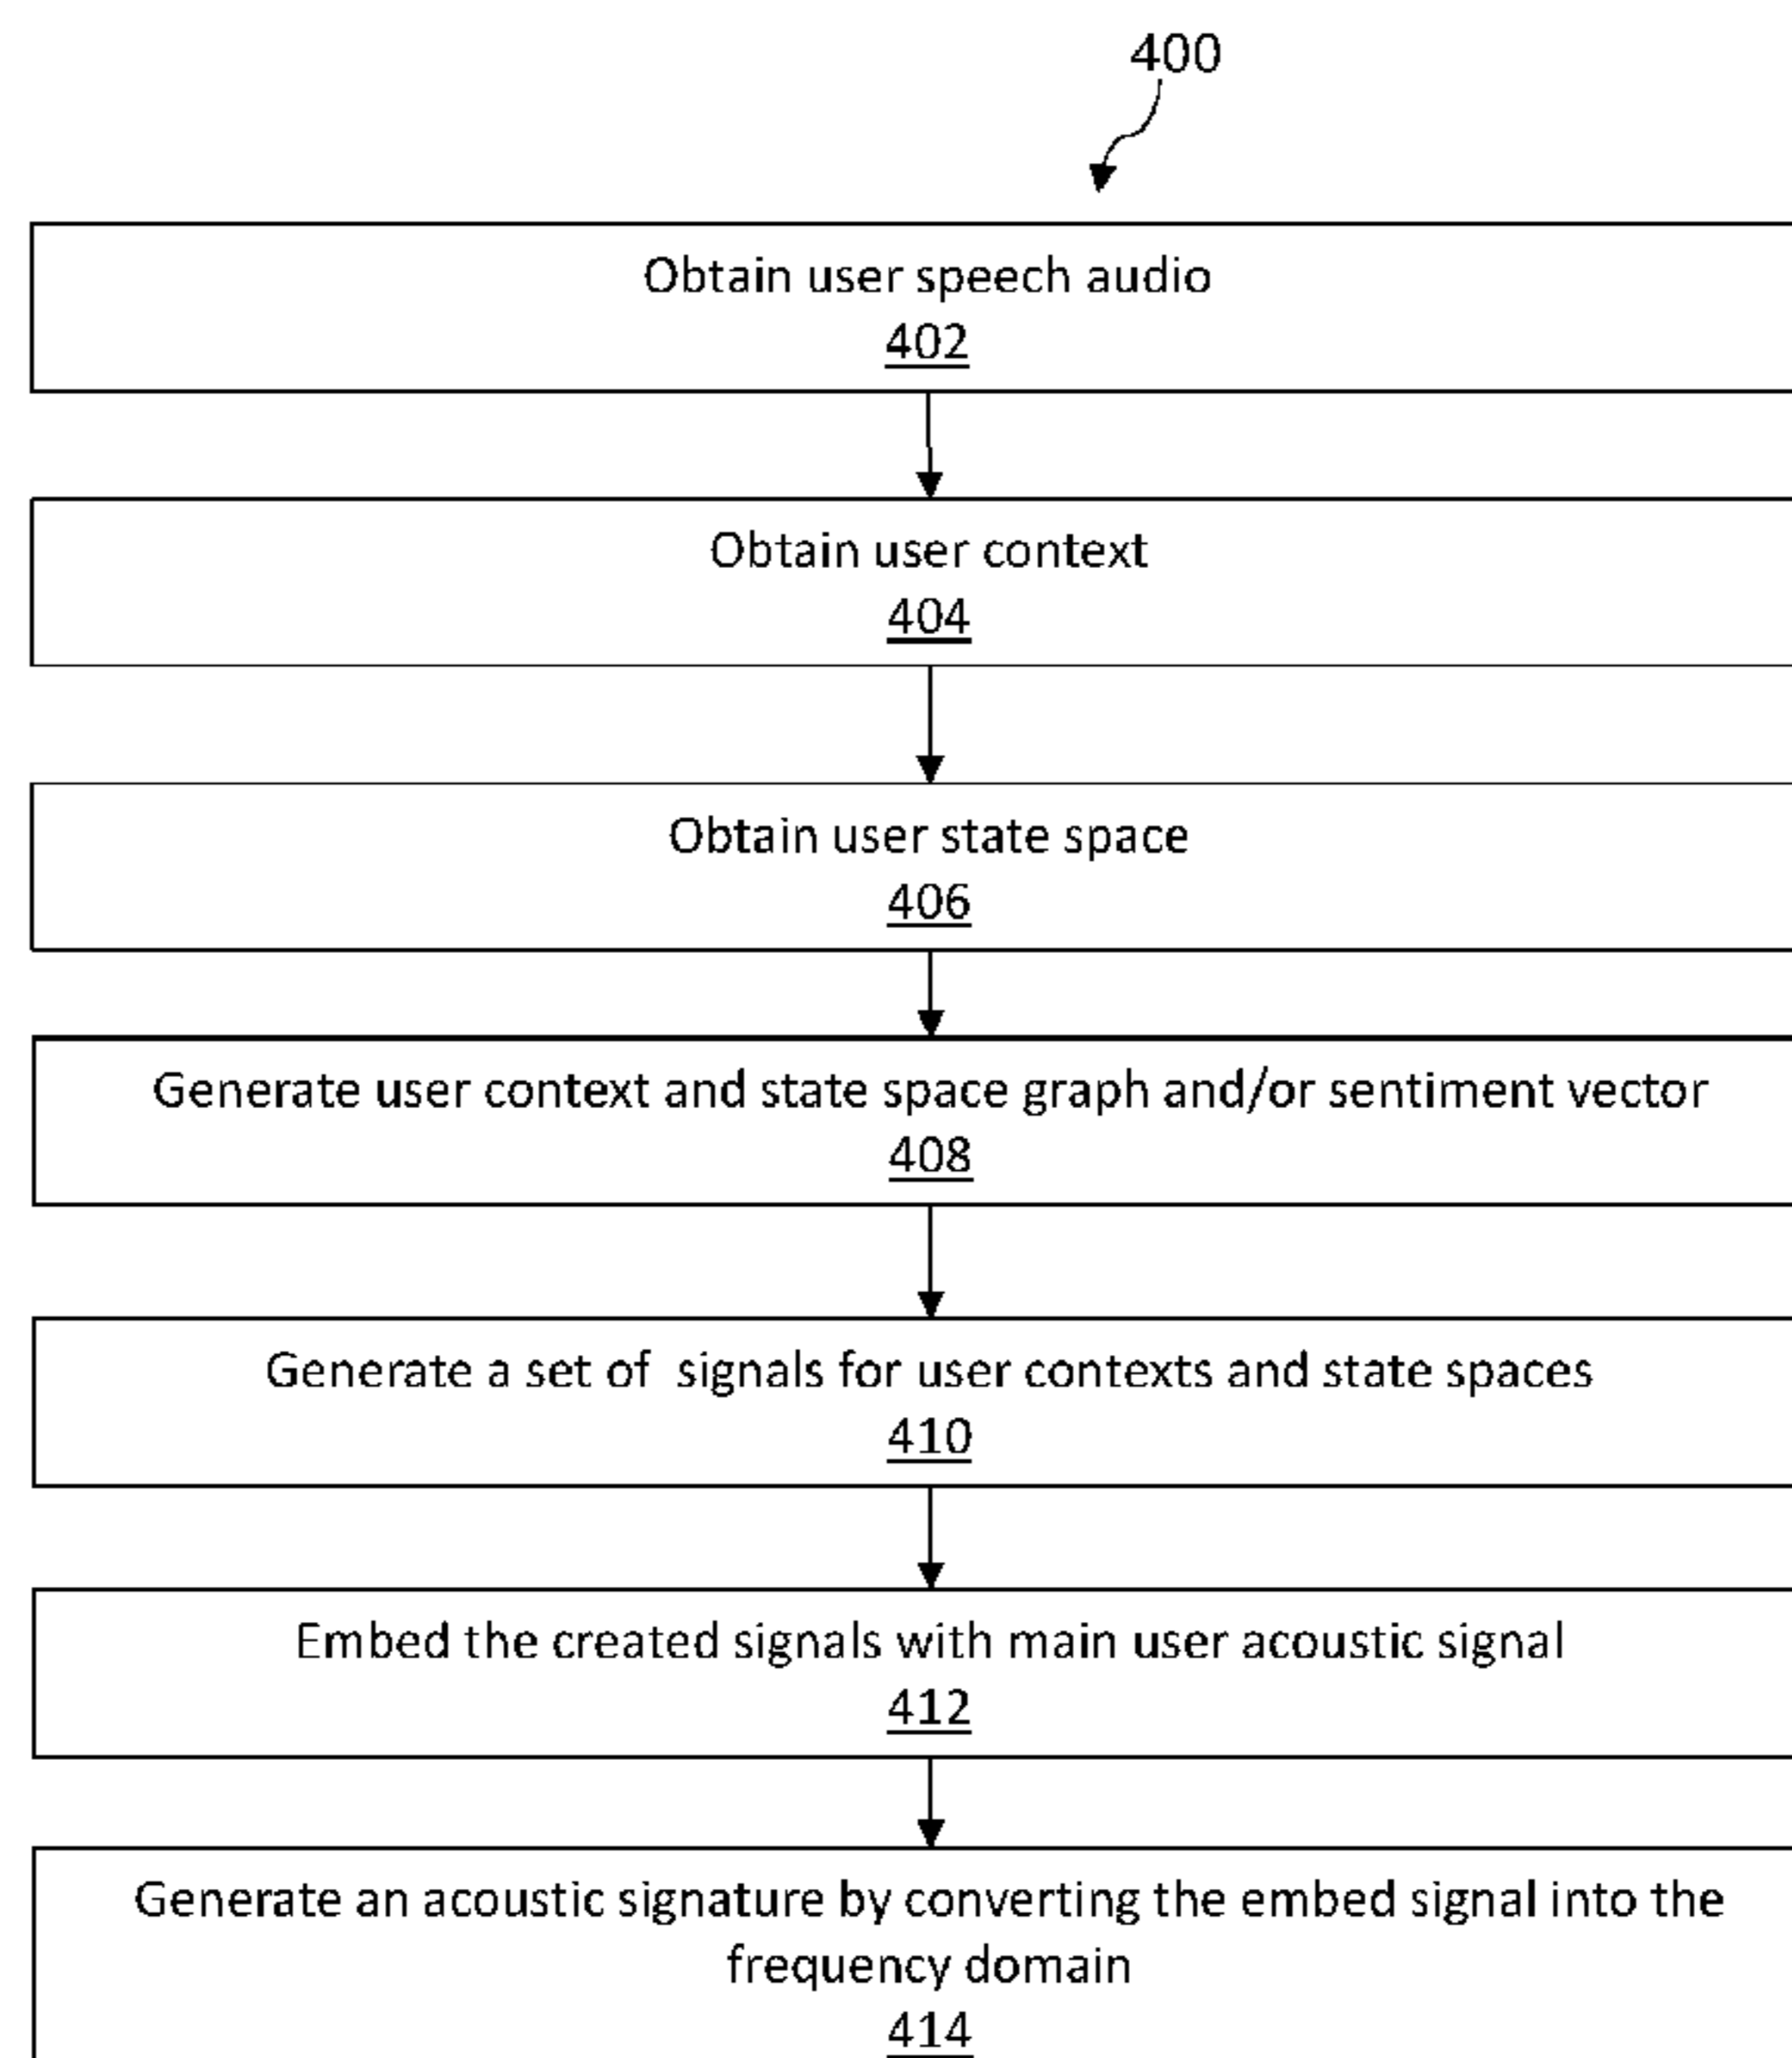 400
Obtain user speech audio
402
Obtain user context
404
Obtain user state space
406
Generate user context and state space graph and/or sentiment vector
408
Generate a set of signals for user contexts and state spaces
410
Embed the created signals with main user acoustic signal
412
Generate an acoustic signature by converting the embed signal into the
frequency domain
414